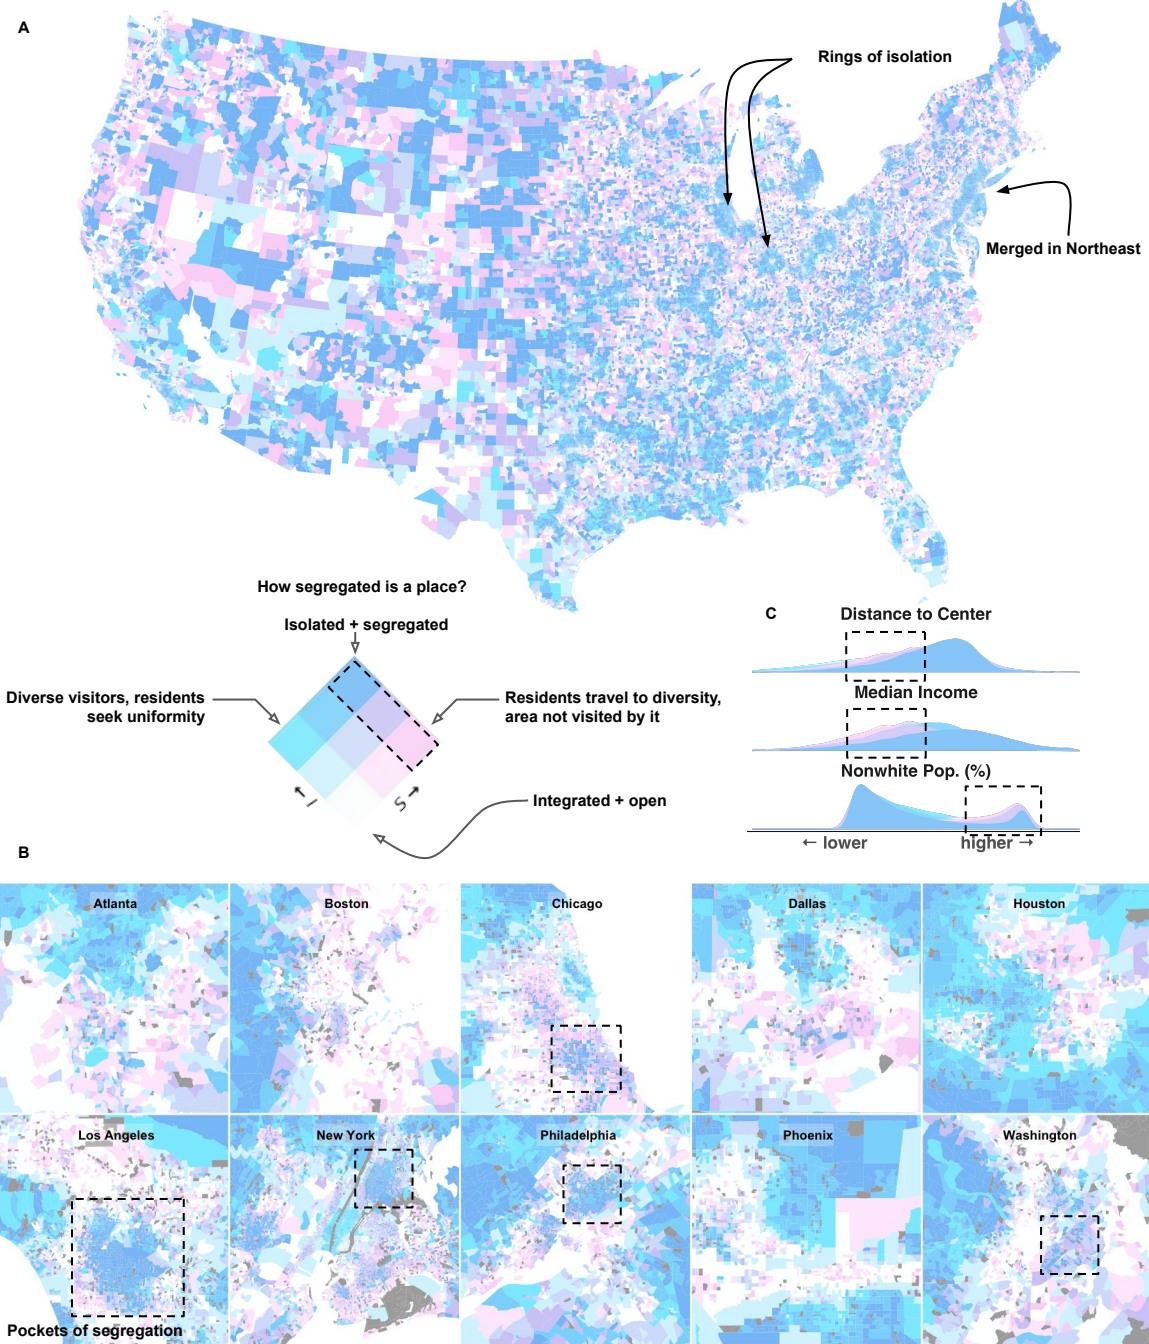 A
Rings of isolation
Merged in Northeast
How segregated is a place?
Isolated + segregated
Diverse visitors, residents
seek uniformity
Residents travel to diversity,
area not visited by it
← I
S →
Integrated + open
C
Distance to Center
Median Income
Nonwhite Pop. (%)
← lower
higher →
B
Atlanta
Boston
Chicago
Dallas
Houston
Los Angeles
New York
Philadelphia
Phoenix
Washington
Pockets of segregation